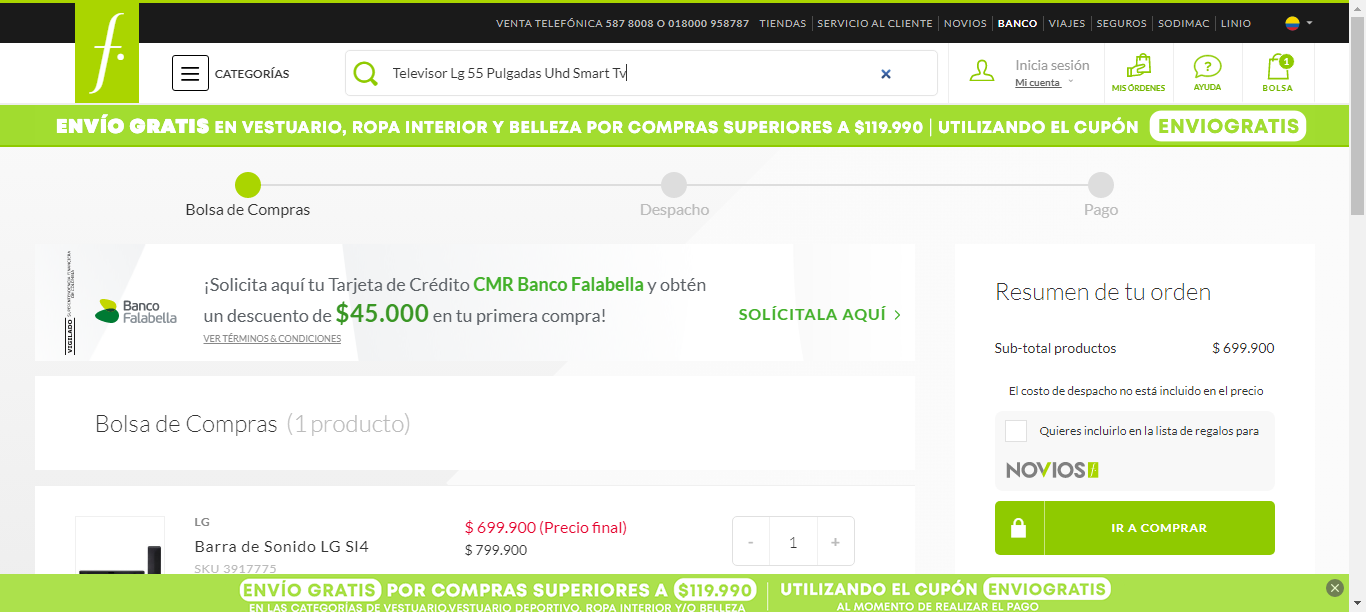 VENTA TELEFÓNICA 587 8008 O 018000 958787 TIENDAS SERVICIO AL CLIENTE NOVIOS BANCO VIAJES SEGUROS SODIMAC LINIO
f.
CATEGORÍAS
Televisor Lg 55 Pulgadas Uhd Smart Tv
Inicia sesión
Mi cuenta
MIS ÓRDENES
AYUDA
1
BOLSA
ENVÍO GRATIS EN VESTUARIO, ROPA INTERIOR Y BELLEZA POR COMPRAS SUPERIORES A $119.990 | UTILIZANDO EL CUPÓN ENVIOGRATIS
Bolsa de Compras
Despacho
Pago
VIGILADO
Banco
Falabella
¡Solicita aquí tu Tarjeta de Crédito CMR Banco Falabella y obtén
un descuento de $45.000 en tu primera compra!
VER TÉRMINOS & CONDICIONES
SOLÍCITALA AQUÍ >
Resumen de tu orden
Sub-total productos $ 699.900
El costo de despacho no está incluido en el precio
Quieres incluirlo en la lista de regalos para
NOVIOS f
IR A COMPRAR
Bolsa de Compras (1 producto)
LG
Barra de Sonido LG Sl4
SKU 3917775
$ 699.900 (Precio final)
$ 799.900
- 1 +
ENVÍO GRATIS POR COMPRAS SUPERIORES A $119.990
EN LAS CATEGORÍAS DE VESTUARIO,VESTUARIO DEPORTIVO, ROPA INTERIOR Y/O BELLEZA
UTILIZANDO EL CUPÓN ENVIOGRATIS
AL MOMENTO DE REALIZAR EL PAGO